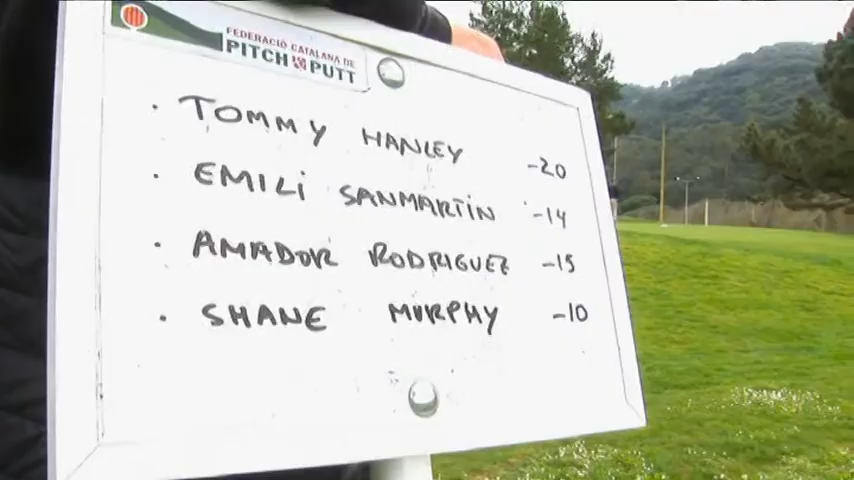 FEDERACIÓ CATALANA DE
PITCH & PUTT
· TOMMY HANLEY -20
· EMILI SANMARTIN -14
· AMADOR RODRIGUEZ -15
· SHANE MURPHY -10